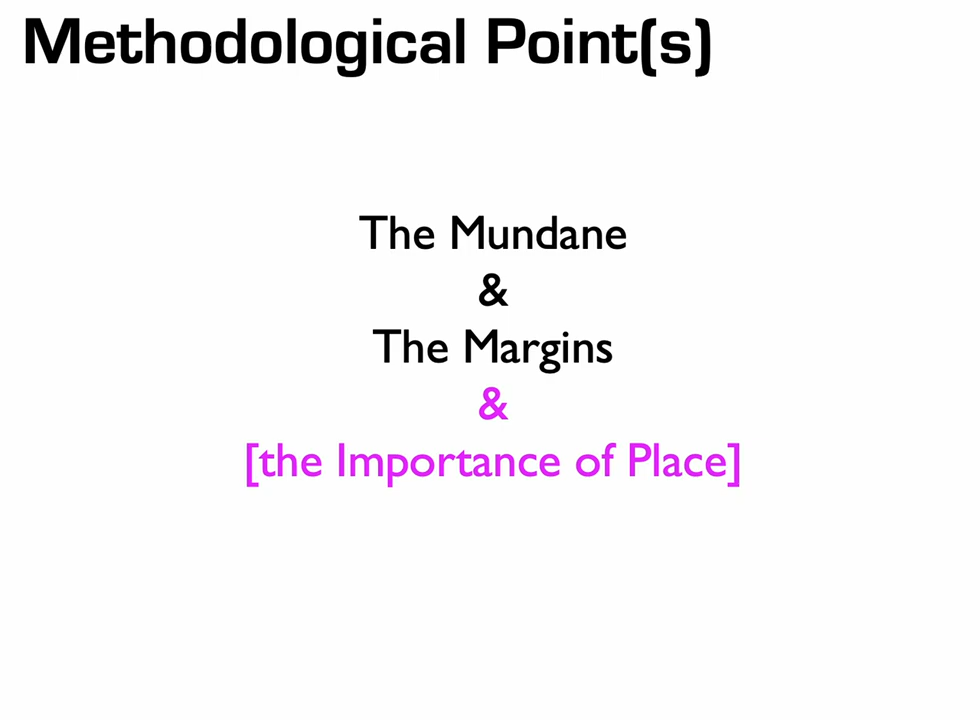 Methodological Point(s)
The Mundane
&
The Margins
&
[the Importance of Place]